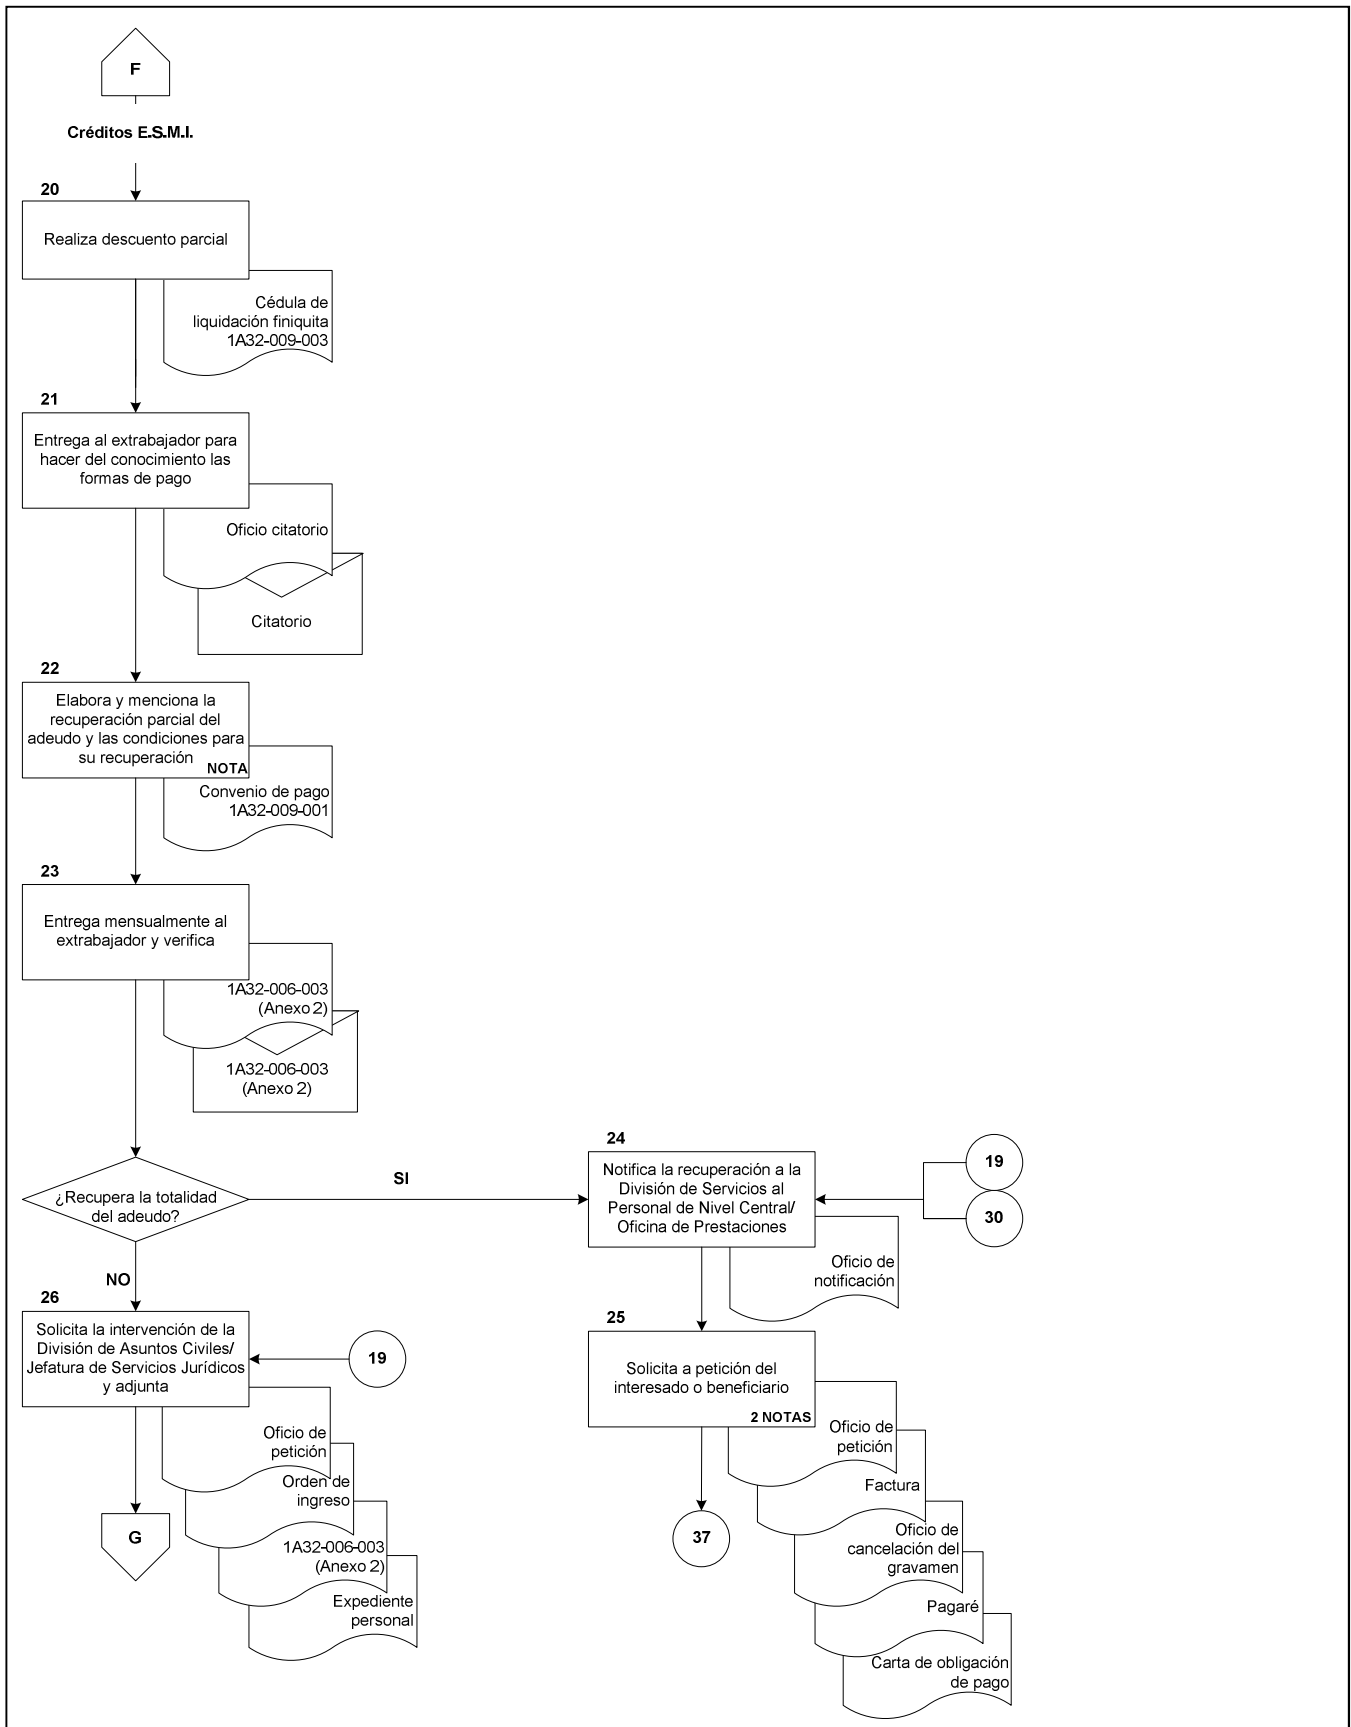 F
Créditos E.S.M.I.
20
Realiza descuento parcial
Cédula de
liquidación finiquita
1A32-009-003
21
Entrega al extrabajador para
hacer del conocimiento las
formas de pago
Oficio citatorio
Citatorio
22
Elabora y menciona la
recuperación parcial del
adeudo y las condiciones para
su recuperación
NOTA
Convenio de pago
1A32-009-001
23
Entrega mensualmente al
extrabajador y verifica
1A32-006-003
(Anexo 2)
1A32-006-003
(Anexo 2)
¿Recupera la totalidad
del adeudo?
SI
NO
24
Notifica la recuperación a la
División de Servicios al
Personal de Nivel Central/
Oficina de Prestaciones
19
30
Oficio de
notificación
25
Solicita a petición del
interesado o beneficiario
2 NOTAS
Oficio de
petición
Factura
Oficio de
cancelación del
gravamen
Pagaré
Carta de obligación
de pago
37
26
Solicita la intervención de la
División de Asuntos Civiles/
Jefatura de Servicios Jurídicos
y adjunta
19
Oficio de
petición
Orden de
ingreso
1A32-006-003
(Anexo 2)
Expediente
personal
G